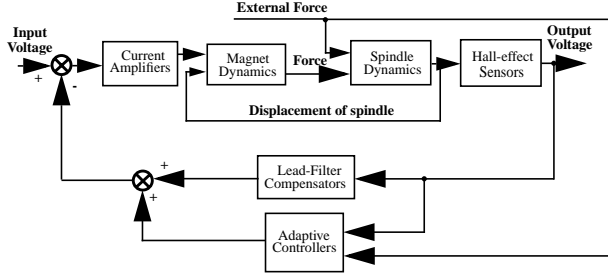 External Force
Input
Voltage
Output
Voltage
Current
Amplifiers
Magnet
Dynamics
Force
Spindle
Dynamics
Hall-effect
Sensors
+
-
Displacement of spindle
+
Lead-Filter
Compensators
+
Adaptive
Controllers